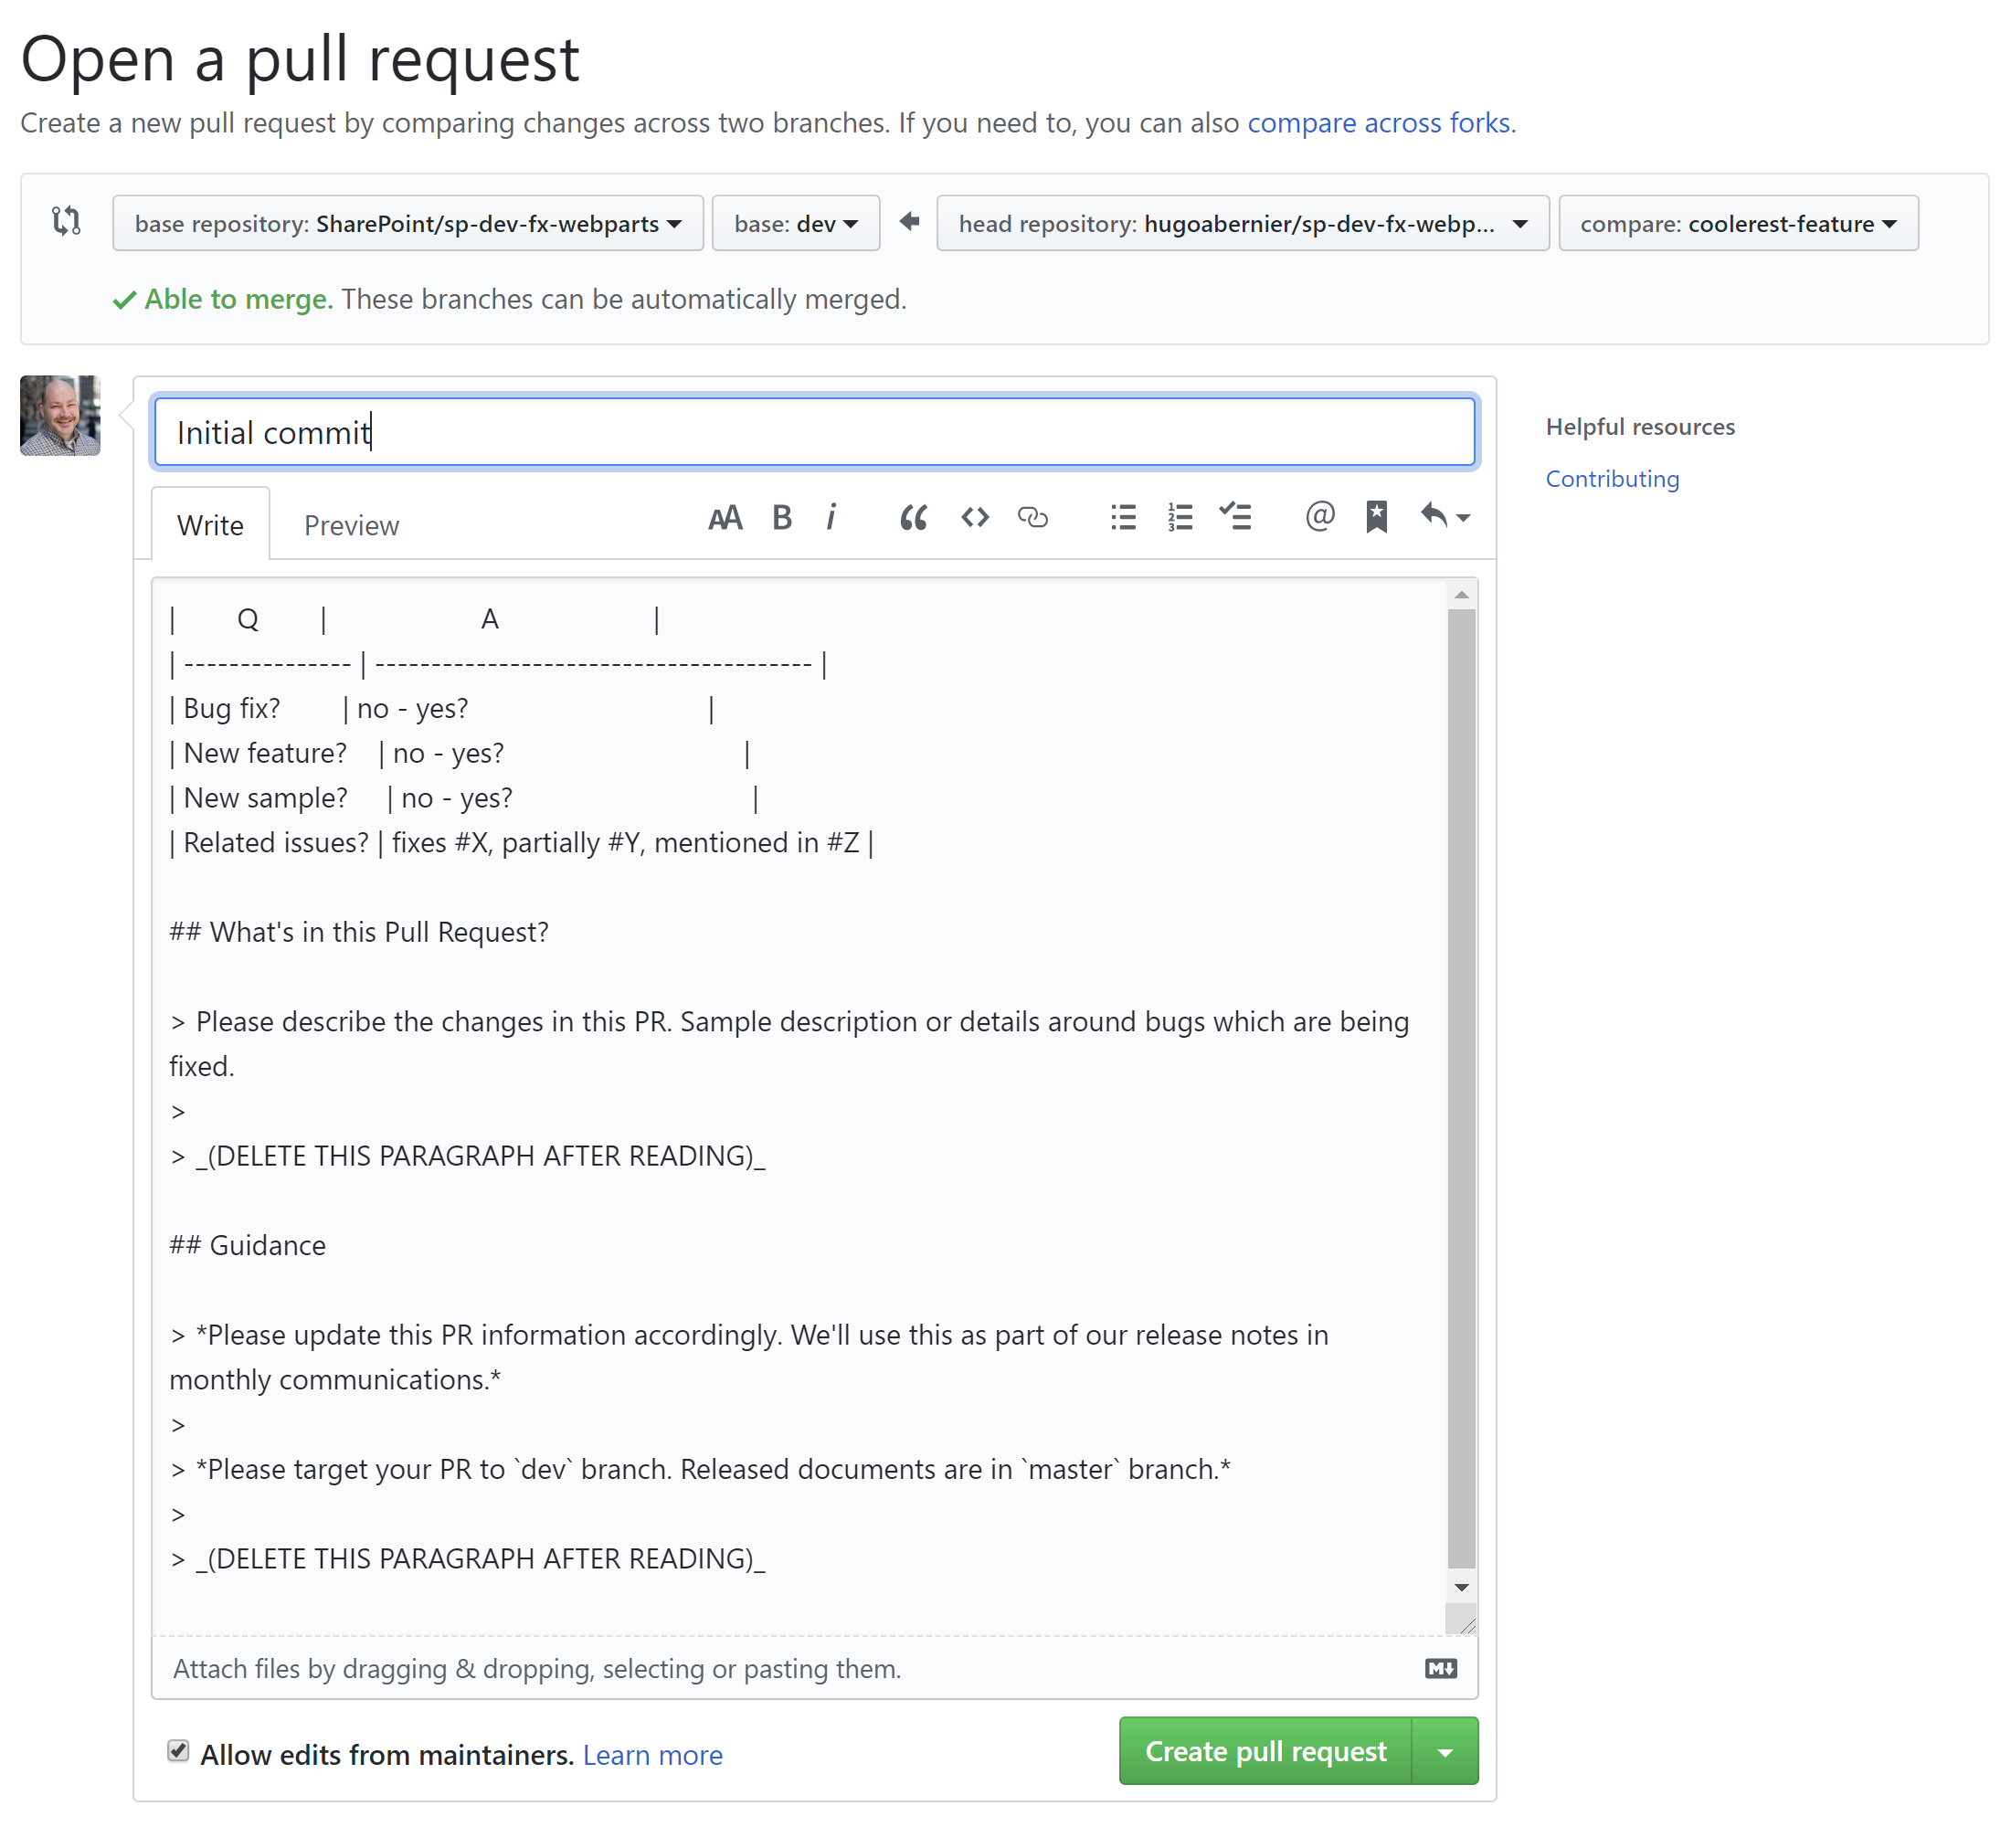 Open a pull request
Create a new pull request by comparing changes across two branches. If you need to, you can also compare across forks.
base repository: SharePoint/sp-dev-fx-webparts base: dev head repository: hugoabernier/sp-dev-fx-webp... compare: coolerest-feature
Able to merge. These branches can be automatically merged.
Initial commit
Helpful resources
Contributing
Write Preview AA B i
| Q | A |
| --------------- | --------------------------------------- |
| Bug fix? | no - yes? |
| New feature? | no - yes? |
| New sample? | no - yes? |
| Related issues? | fixes #X, partially #Y, mentioned in #Z |
## What's in this Pull Request?
> Please describe the changes in this PR. Sample description or details around bugs which are being
fixed.
>
> _(DELETE THIS PARAGRAPH AFTER READING)_
## Guidance
> *Please update this PR information accordingly. We'll use this as part of our release notes in
monthly communications.*
>
> *Please target your PR to `dev` branch. Released documents are in `master` branch.*
>
> _(DELETE THIS PARAGRAPH AFTER READING)_
Attach files by dragging & dropping, selecting or pasting them.
Allow edits from maintainers. Learn more
Create pull request